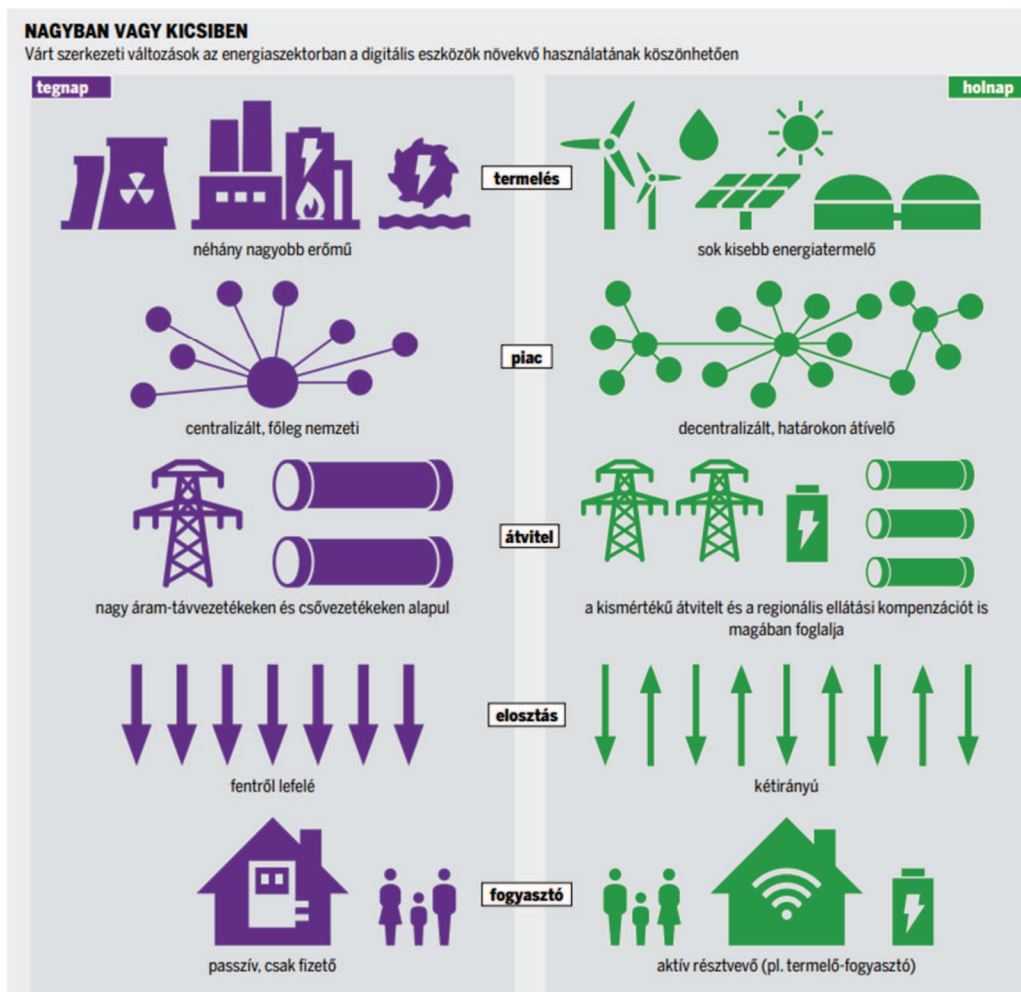 NAGYBAN VAGY KICSIBEN
Várt szerkezeti változások az energiaszektorban a digitális eszközök növekvő használatának köszönhetően
tegnap
holnap
termelés
néhány nagyobb erőmű
sok kisebb energiatermelő
piac
centralizált, főleg nemzeti
decentralizált, határokon átívelő
átvitel
nagy áram-távvezetékeken és csővezetékeken alapul
a kismértékű átvitelt és a regionális ellátási kompenzációt is
magában foglalja
elosztás
fentről lefelé
kétirányú
fogyasztó
passzív, csak fizető
aktív résztvevő (pl. termelő-fogyasztó)